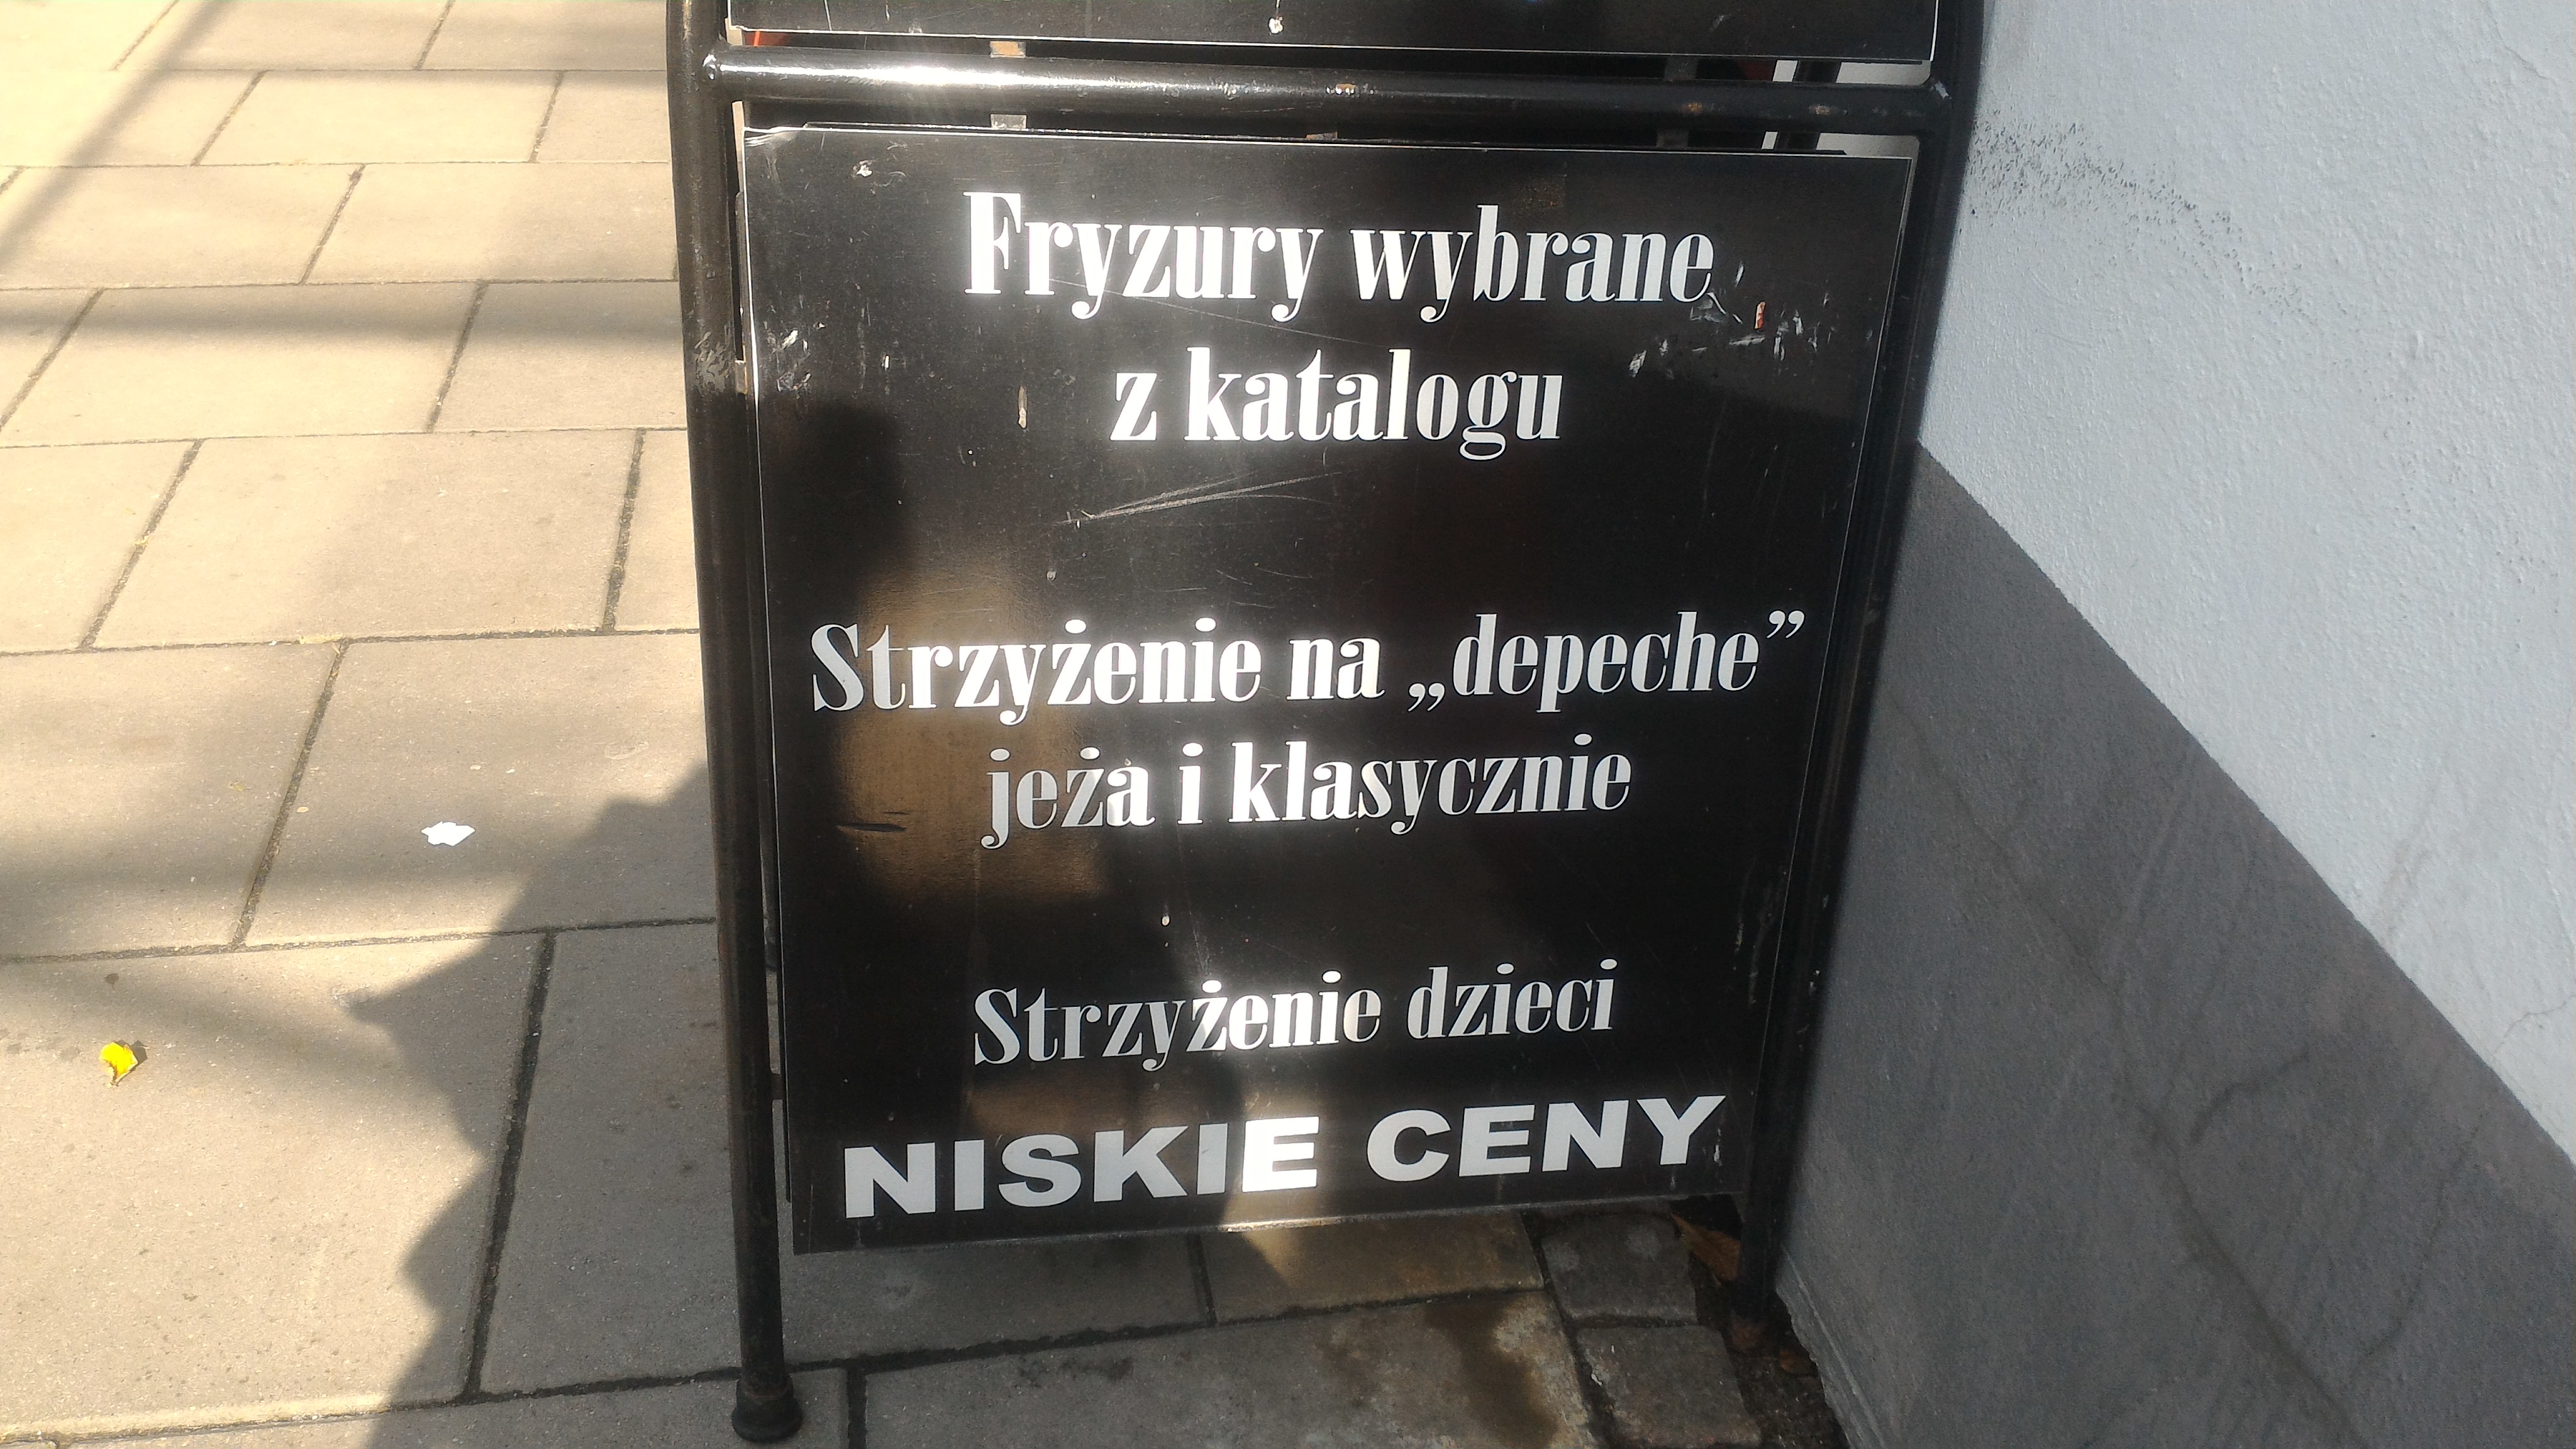 Fryzury wybrane
z katalogu
Strzyżenie na „depeche”
jeża i klasycznie
Strzyżenie dzieci
NISKIE CENY